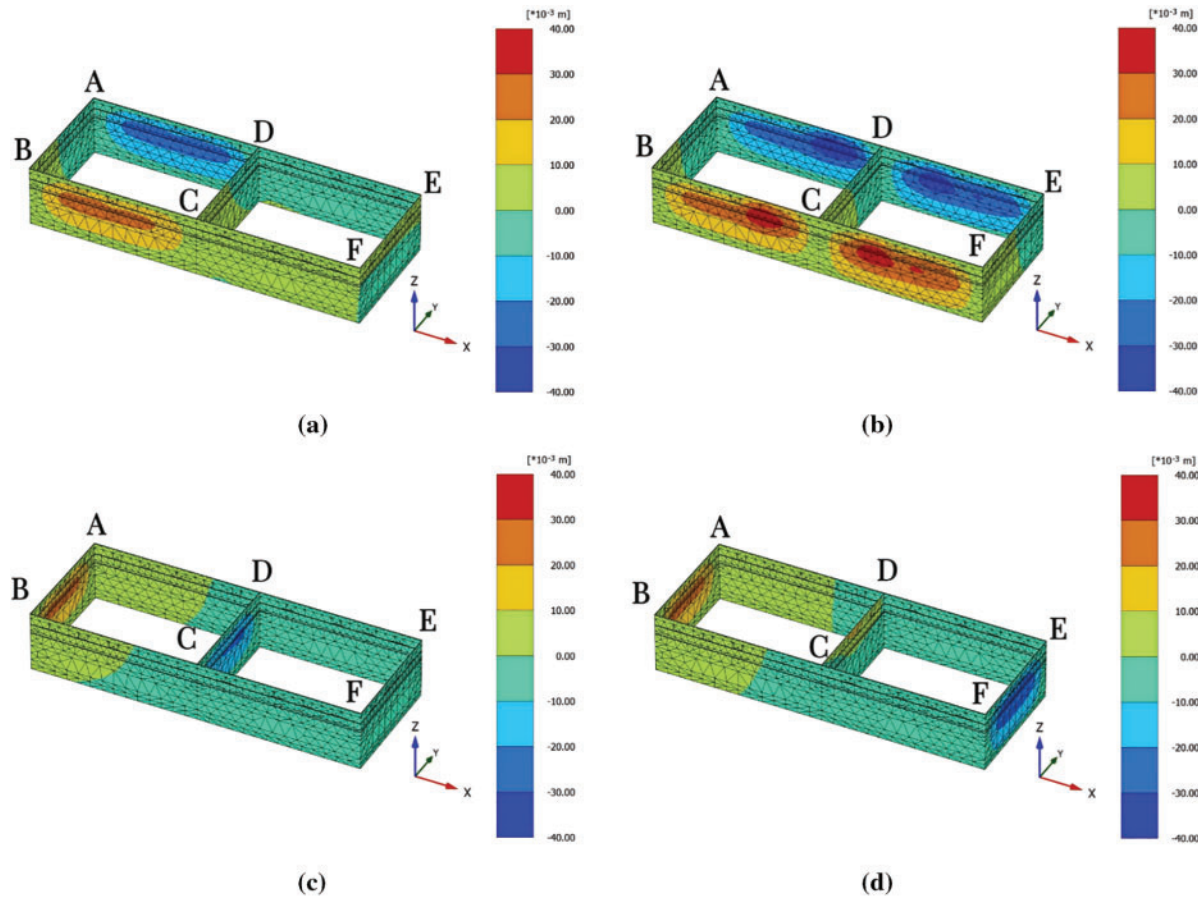 [*10⁻³ m]
40.00
30.00
20.00
10.00
0.00
-10.00
-20.00
-30.00
-40.00
A
B
C
D
E
F
Z
Y
X
(a)
[*10⁻³ m]
40.00
30.00
20.00
10.00
0.00
-10.00
-20.00
-30.00
-40.00
A
B
C
D
E
F
Z
Y
X
(b)
[*10⁻³ m]
40.00
30.00
20.00
10.00
0.00
-10.00
-20.00
-30.00
-40.00
A
B
C
D
E
F
Z
Y
X
(c)
[*10⁻³ m]
40.00
30.00
20.00
10.00
0.00
-10.00
-20.00
-30.00
-40.00
A
B
C
D
E
F
Z
Y
X
(d)